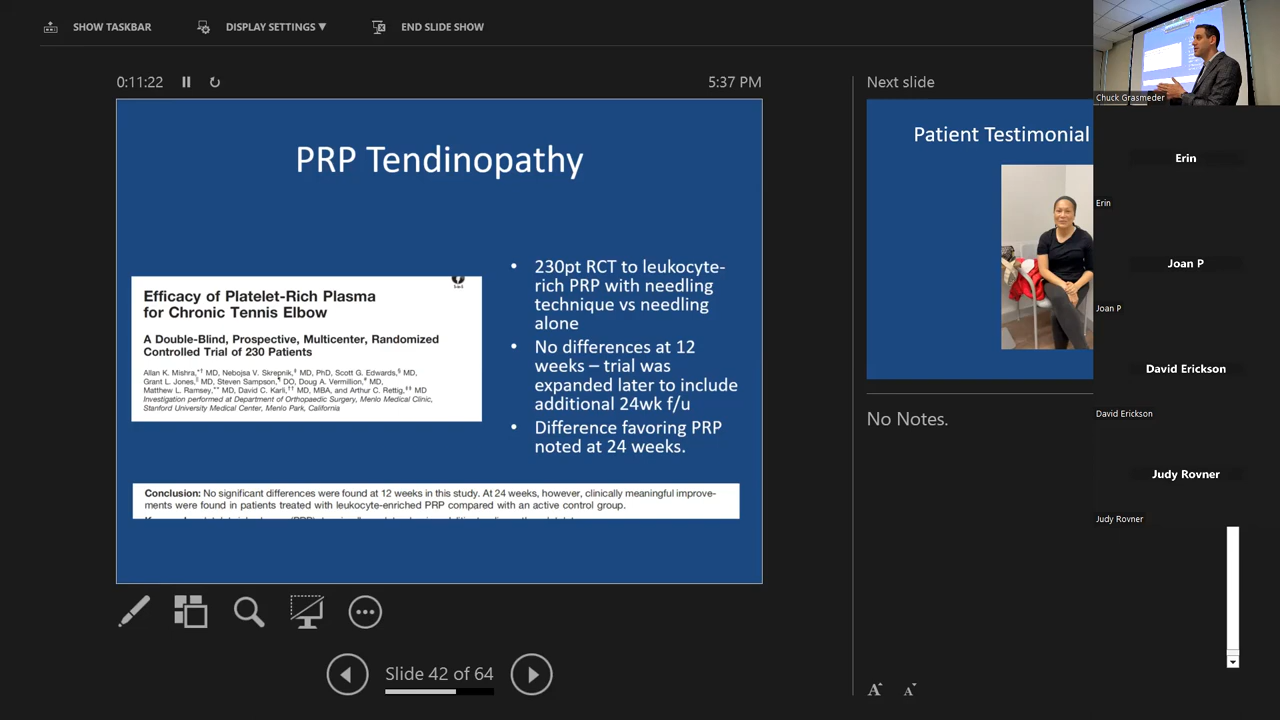 SHOW TASKBAR
DISPLAY SETTINGS ▼
END SLIDE SHOW
0:11:22
5:37 PM
PRP Tendinopathy
Efficacy of Platelet-Rich Plasma
for Chronic Tennis Elbow
A Double-Blind, Prospective, Multicenter, Randomized
Controlled Trial of 230 Patients
Allan K. Mishra,*† MD, Nebojsa V. Skrepnik,‡ MD, PhD, Scott G. Edwards,§ MD,
Grant L. Jones,|| MD, Steven Sampson,¶ DO, Doug A. Vermillion,# MD,
Matthew L. Ramsey,** MD, David C. Karli,†† MD, MBA, and Arthur C. Rettig,‡‡ MD
Investigation performed at Department of Orthopaedic Surgery, Menlo Medical Clinic,
Stanford University Medical Center, Menlo Park, California
• 230pt RCT to leukocyte-
rich PRP with needling
technique vs needling
alone
• No differences at 12
weeks – trial was
expanded later to include
additional 24wk f/u
• Difference favoring PRP
noted at 24 weeks.
Conclusion: No significant differences were found at 12 weeks in this study. At 24 weeks, however, clinically meaningful improve-
ments were found in patients treated with leukocyte-enriched PRP compared with an active control group.
Slide 42 of 64
Next slide
Patient Testimonial
No Notes.
A A
Chuck Grasmeder
Erin
Erin
Joan P
Joan P
David Erickson
David Erickson
Judy Rovner
Judy Rovner